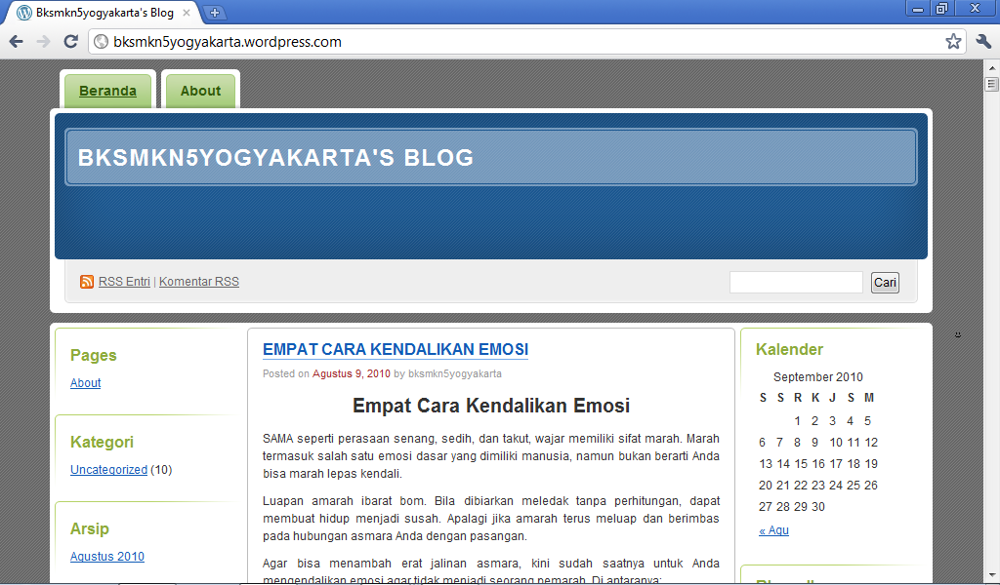 Bksmkn5yogyakarta's Blog
bksmkn5yogyakarta.wordpress.com
Beranda
About
BKSMKN5YOGYAKARTA'S BLOG
RSS Entri | Komentar RSS
Cari
Pages
About
Kategori
Uncategorized (10)
Arsip
Agustus 2010
EMPAT CARA KENDALIKAN EMOSI
Posted on Agustus 9, 2010 by bksmkn5yogyakarta
Empat Cara Kendalikan Emosi
SAMA seperti perasaan senang, sedih, dan takut, wajar memiliki sifat marah. Marah
termasuk salah satu emosi dasar yang dimiliki manusia, namun bukan berarti Anda
bisa marah lepas kendali.
Luapan amarah ibarat bom. Bila dibiarkan meledak tanpa perhitungan, dapat
membuat hidup menjadi susah. Apalagi jika amarah terus meluap dan berimbas
pada hubungan asmara Anda dengan pasangan.
Agar bisa menambah erat jalinan asmara, kini sudah saatnya untuk Anda
mengendalikan emosi agar tidak menjadi seorang pemarah. Di antaranya:
Kalender
September 2010
S S R K J S M
1 2 3 4 5
6 7 8 9 10 11 12
13 14 15 16 17 18 19
20 21 22 23 24 25 26
27 28 29 30
« Agu